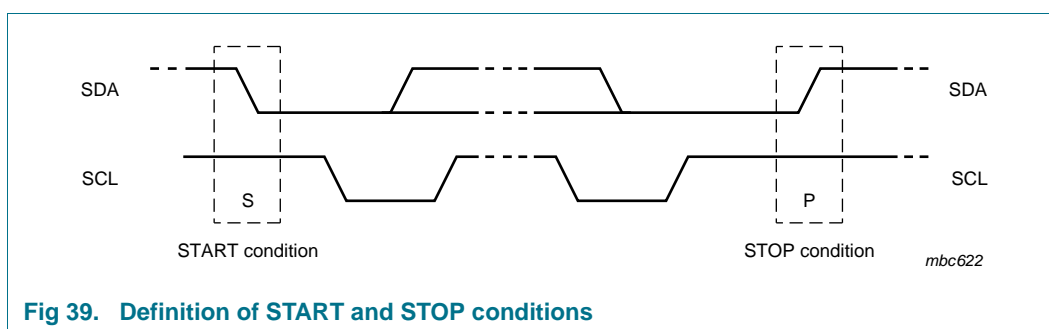 SDA
SDA
SCL
SCL
S
P
START condition
STOP condition
mbc622
Fig 39. Definition of START and STOP conditions